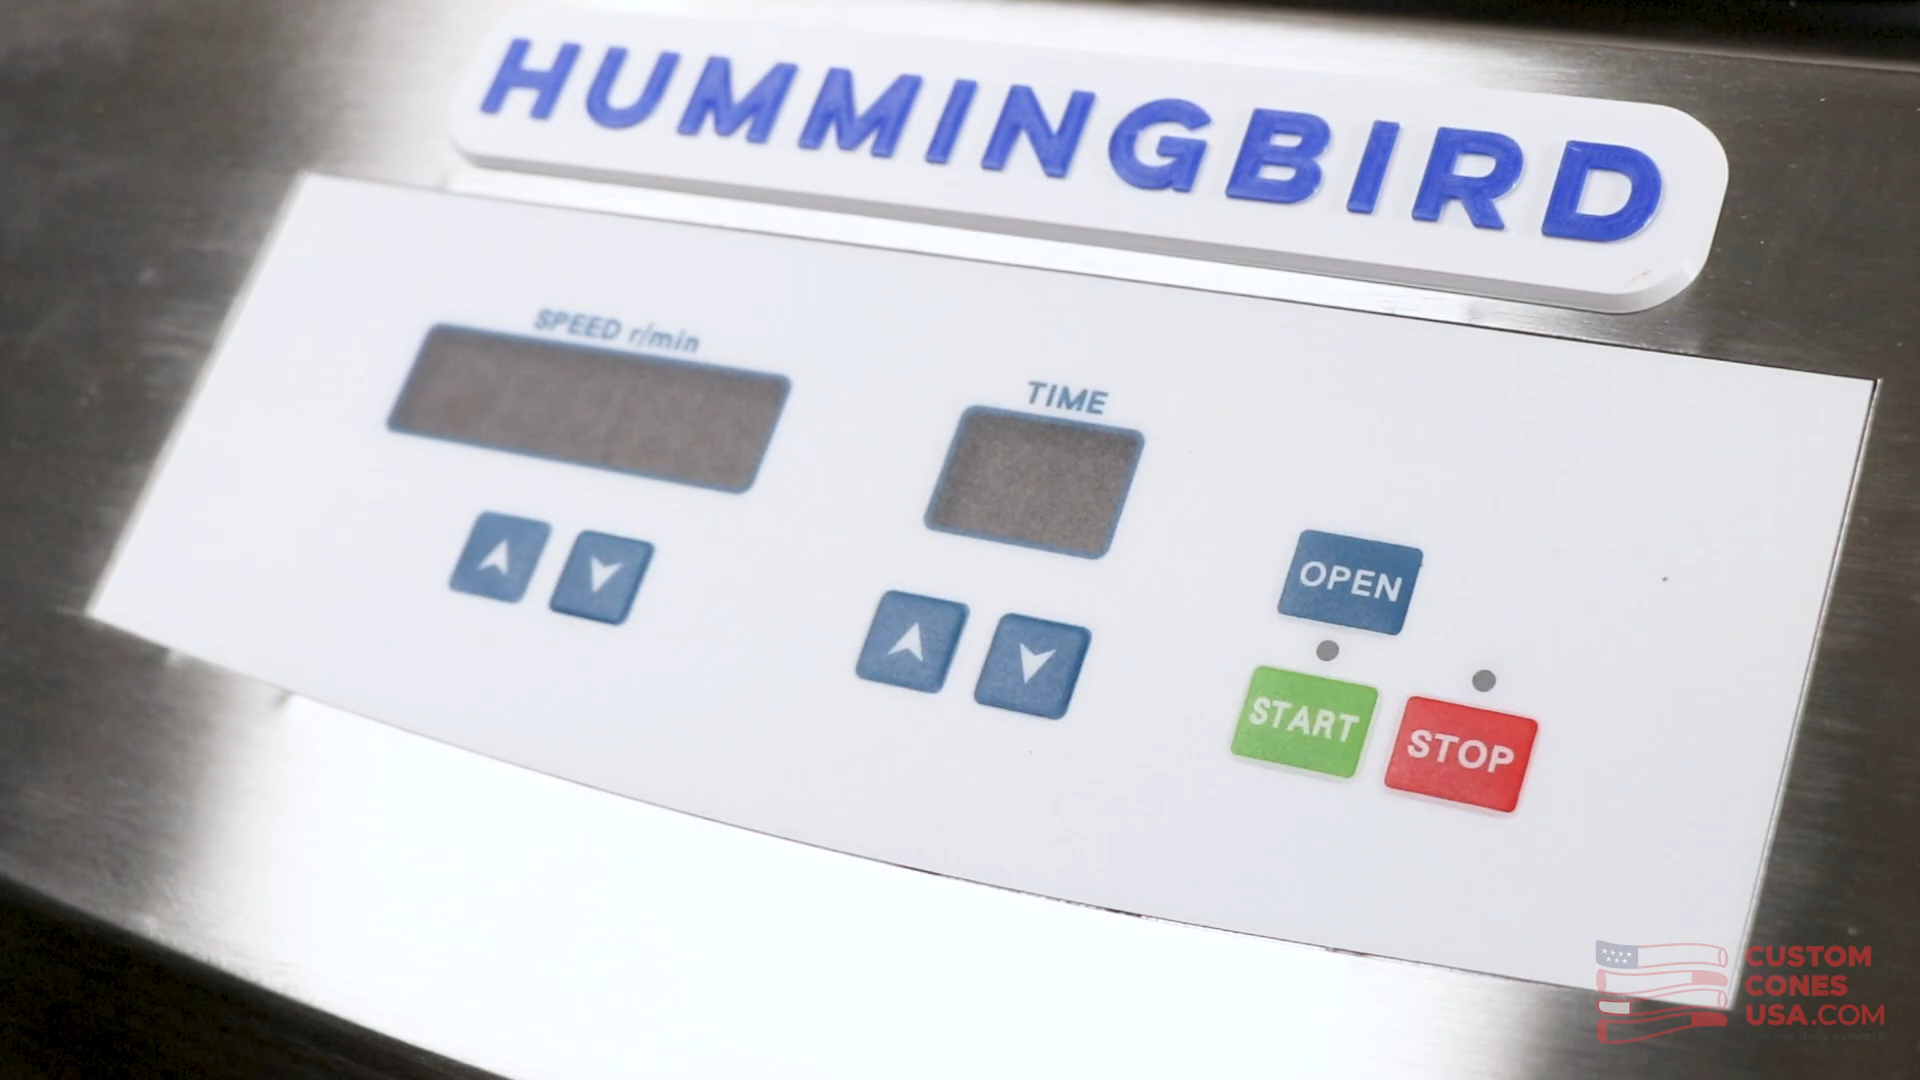 HUMMINGBIRD
SPEED r/min
TIME
OPEN
START
STOP
CUSTOM
CONES
USA.COM